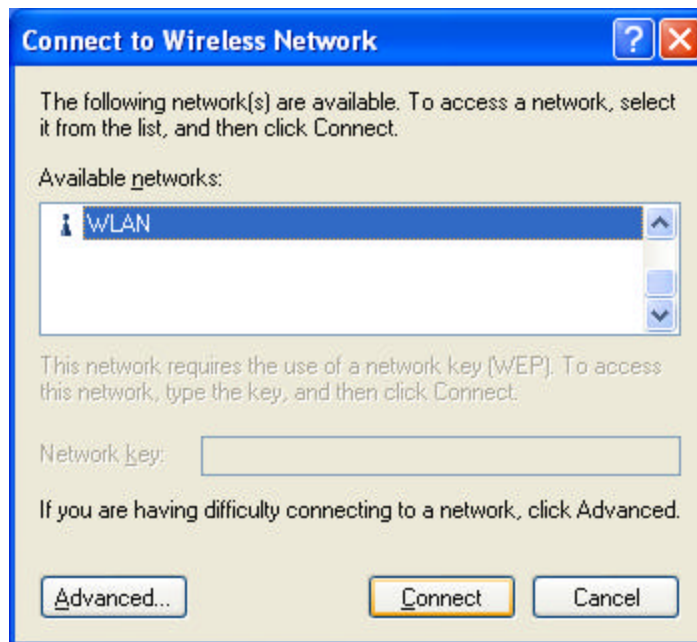 Connect to Wireless Network
The following network(s) are available. To access a network, select
it from the list, and then click Connect.
Available networks:
WLAN
This network requires the use of a network key (WEP). To access
this network, type the key, and then click Connect.
Network key:
If you are having difficulty connecting to a network, click Advanced.
Advanced... Connect Cancel